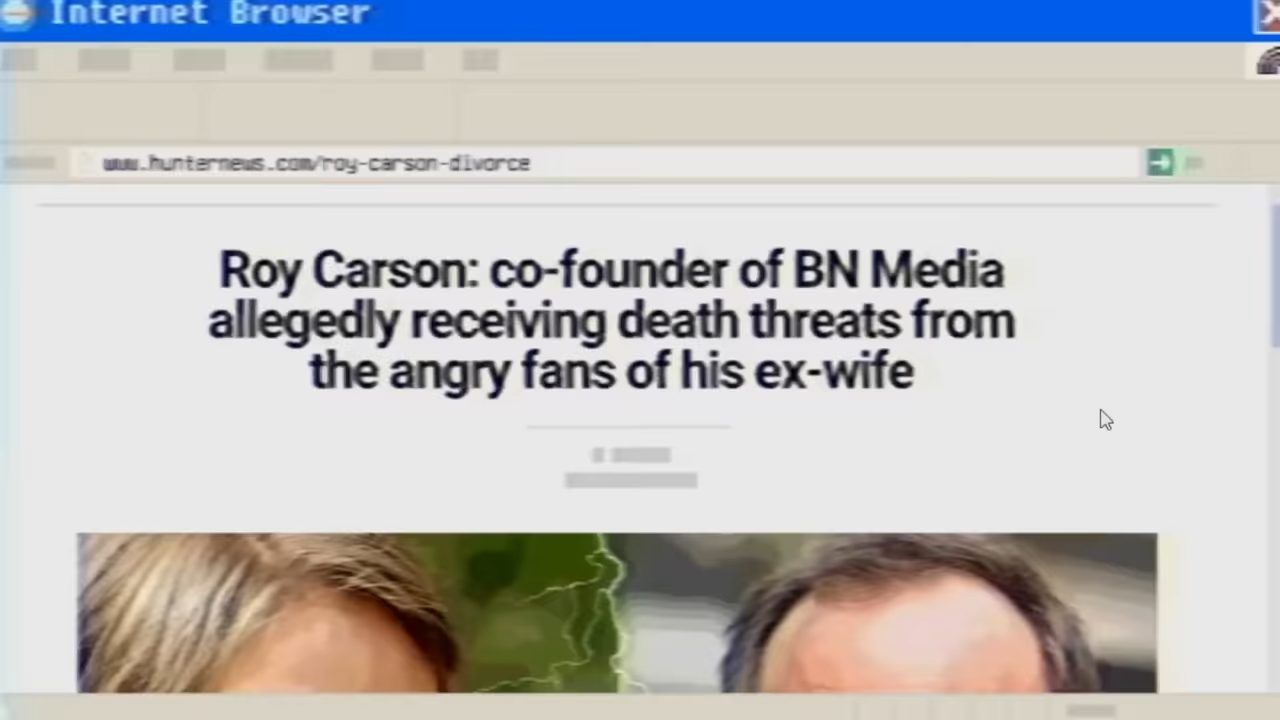 Internet Browser
www.hunternews.com/roy-carson-divorce
Roy Carson: co-founder of BN Media
allegedly receiving death threats from
the angry fans of his ex-wife